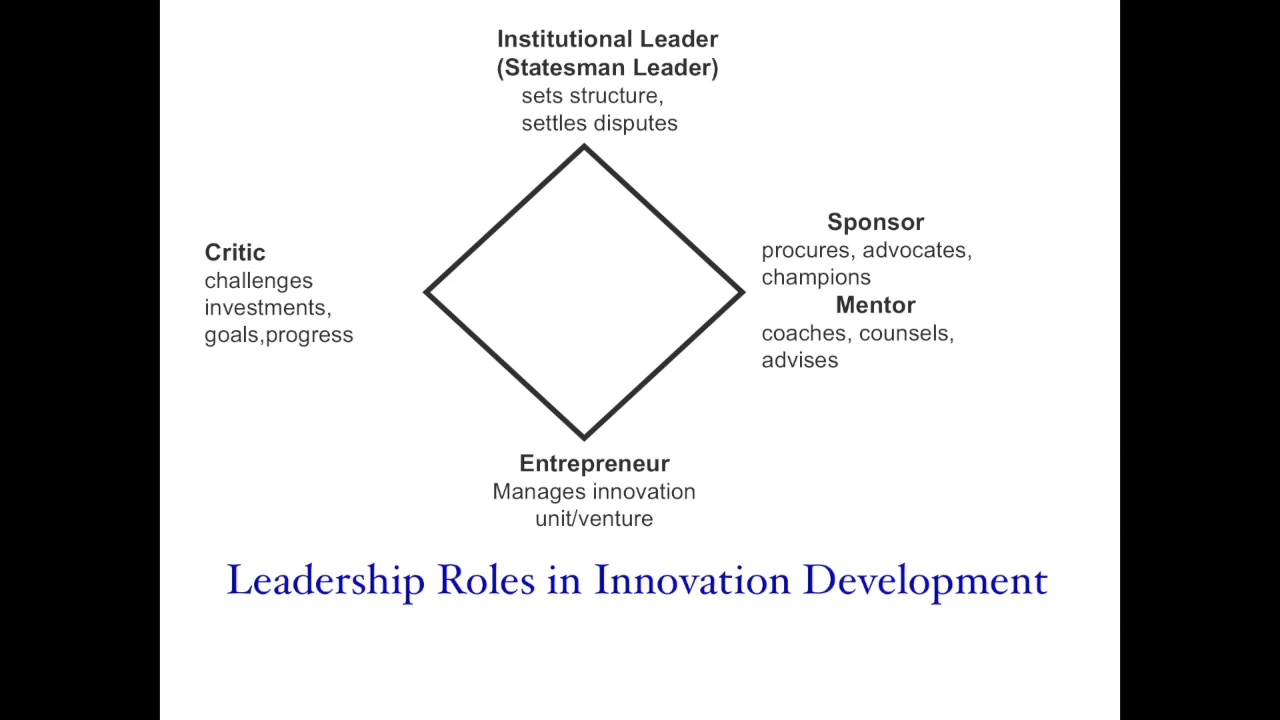 Institutional Leader
(Statesman Leader)
sets structure,
settles disputes
Critic
challenges
investments,
goals,progress
Sponsor
procures, advocates,
champions
Mentor
coaches, counsels,
advises
Entrepreneur
Manages innovation
unit/venture
Leadership Roles in Innovation Development